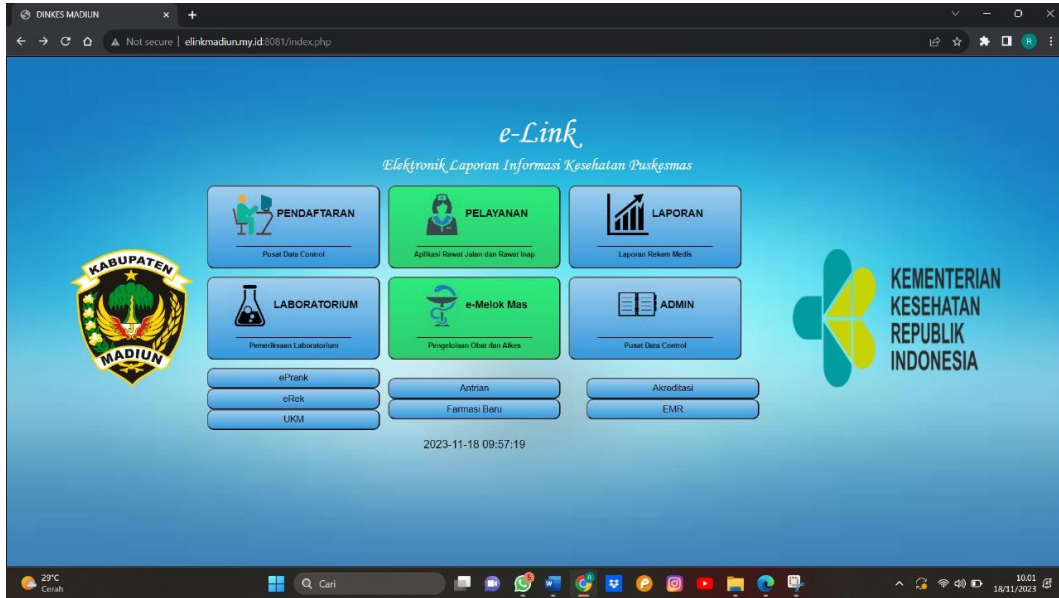 DINKES MADIUN
Not secure | elinkmadiun.my.id:8081/index.php
e-Link
Elektronik Laporan Informasi Kesehatan Puskesmas
PENDAFTARAN
Pusat Data Control
PELAYANAN
Aplikasi Rawat Jalan dan Rawat Inap
LAPORAN
Laporan Rekam Medis
LABORATORIUM
Pemeriksaan Laboratorium
e-Melok Mas
Pengelolaan Obat dan Alkes
ADMIN
Pusat Data Control
ePrank
eRek
UKM
Antrian
Farmasi Baru
Akreditasi
EMR
2023-11-18 09:57:19
KABUPATEN
MADIUN
KEMENTERIAN
KESEHATAN
REPUBLIK
INDONESIA
29°C
Cerah
Cari
10.01
18/11/2023